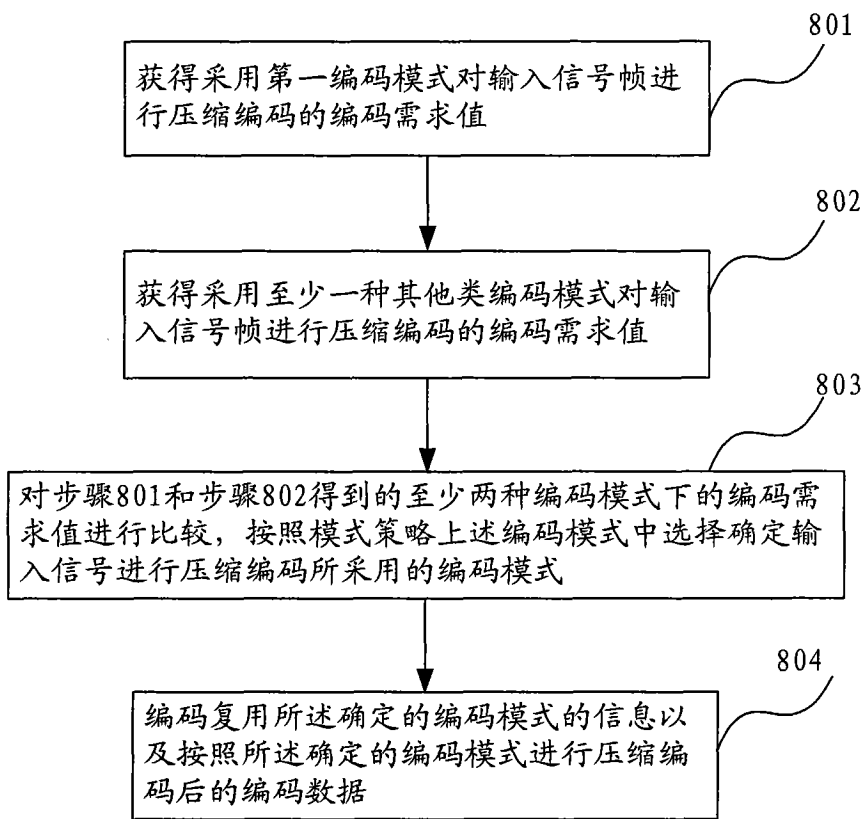 801
获得采用第一编码模式对输入信号帧进
行压缩编码的编码需求值
802
获得采用至少一种其他类编码模式对输
入信号帧进行压缩编码的编码需求值
803
对步骤801和步骤802得到的至少两种编码模式下的编码需
求值进行比较，按照模式策略上述编码模式中选择确定输
入信号进行压缩编码所采用的编码模式
804
编码复用所述确定的编码模式的信息以
及按照所述确定的编码模式进行压缩编
码后的编码数据